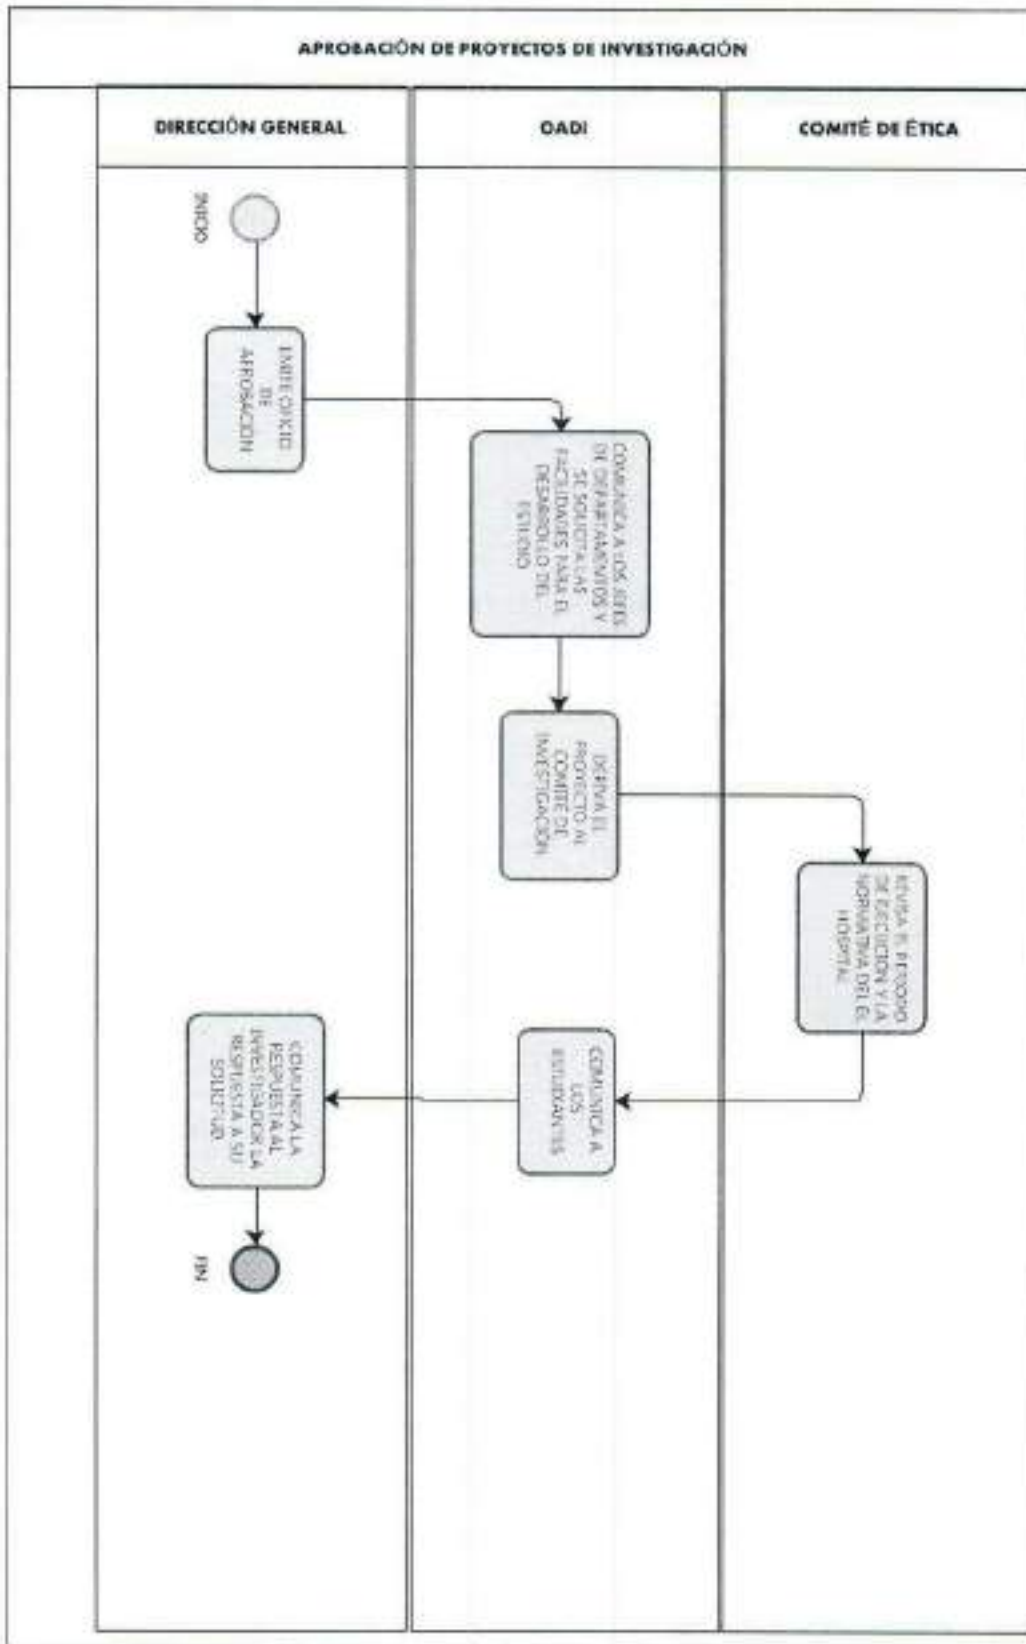 APROBACIÓN DE PROYECTOS DE INVESTIGACIÓN
DIRECCIÓN GENERAL
OADI
COMITÉ DE ÉTICA
INICIO
EMITE OFICIO
DE
APROBACION
COMUNICA A LOS JEFES
DE DEPARTAMENTOS Y
SE SOLICITA LAS
FACILIDADES PARA EL
DESARROLLO DEL
ESTUDIO
DERIVA EL
PROYECTO AL
COMITÉ DE
INVESTIGACIÓN
REVISA EL PERIODO
DE EJECUCIÓN Y LA
NORMATIVA DEL EL
HOSPITAL
COMUNICA A
LOS
ESTUDIANTES
COMUNICA LA
RESPUESTA AL
INVESTIGADOR LA
RESPUESTA A SU
SOLICITUD
FIN